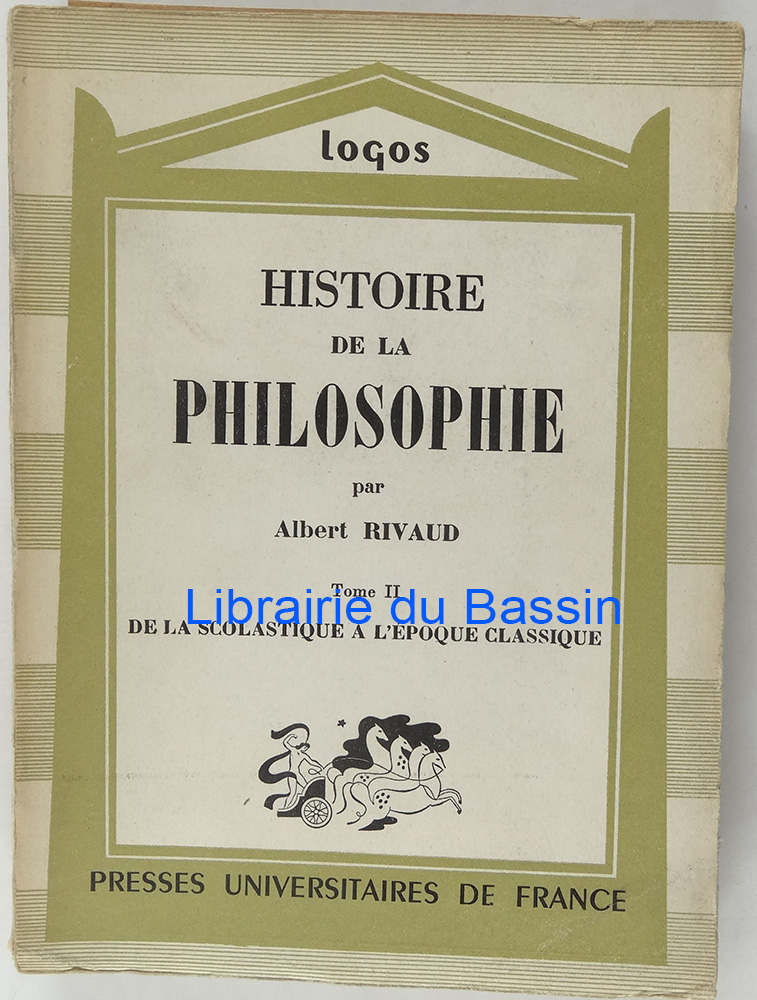 logos
HISTOIRE
DE LA
PHILOSOPHIE
par
Albert RIVAUD
Tome II
Librairie du Bassin
DE LA SCOLASTIQUE A L'ÉPOQUE CLASSIQUE
PRESSES UNIVERSITAIRES DE FRANCE